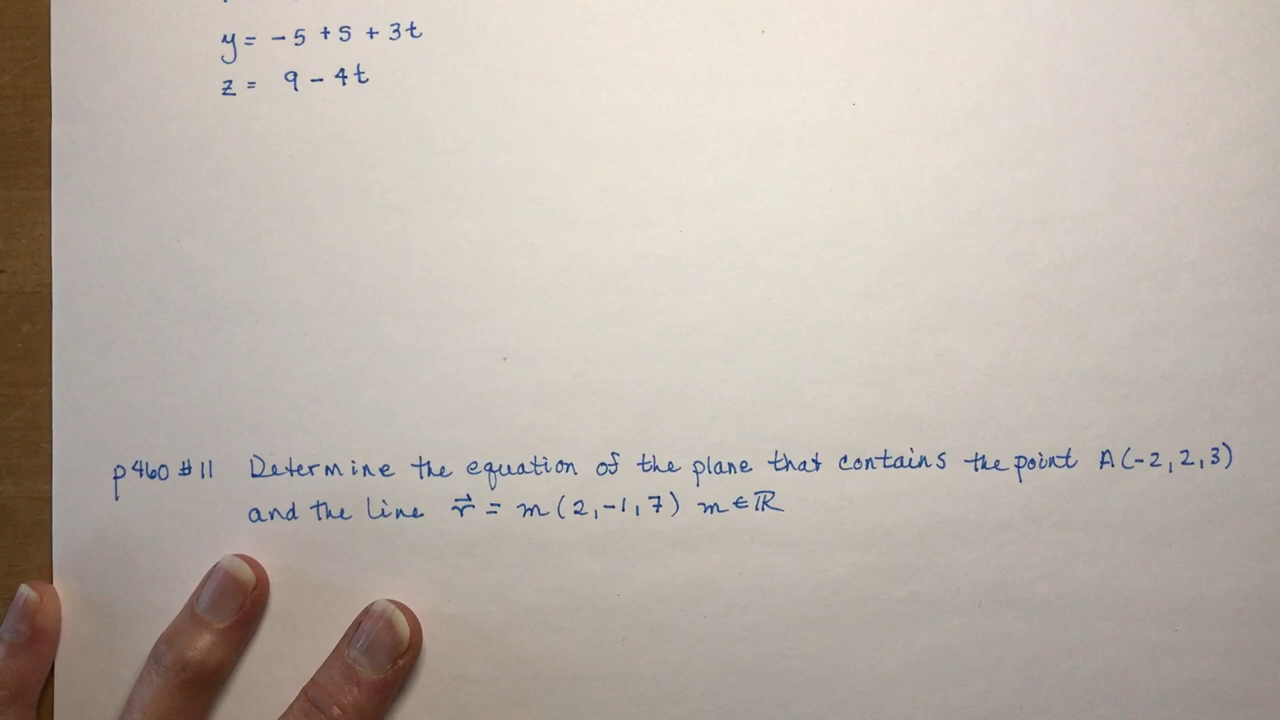 y = -5 + s + 3t
z = 9 - 4t
p460 #11 Determine the equation of the plane that contains the point A(-2,2,3)
and the line r⃗ = m(2,-1,7) m∈ℝ